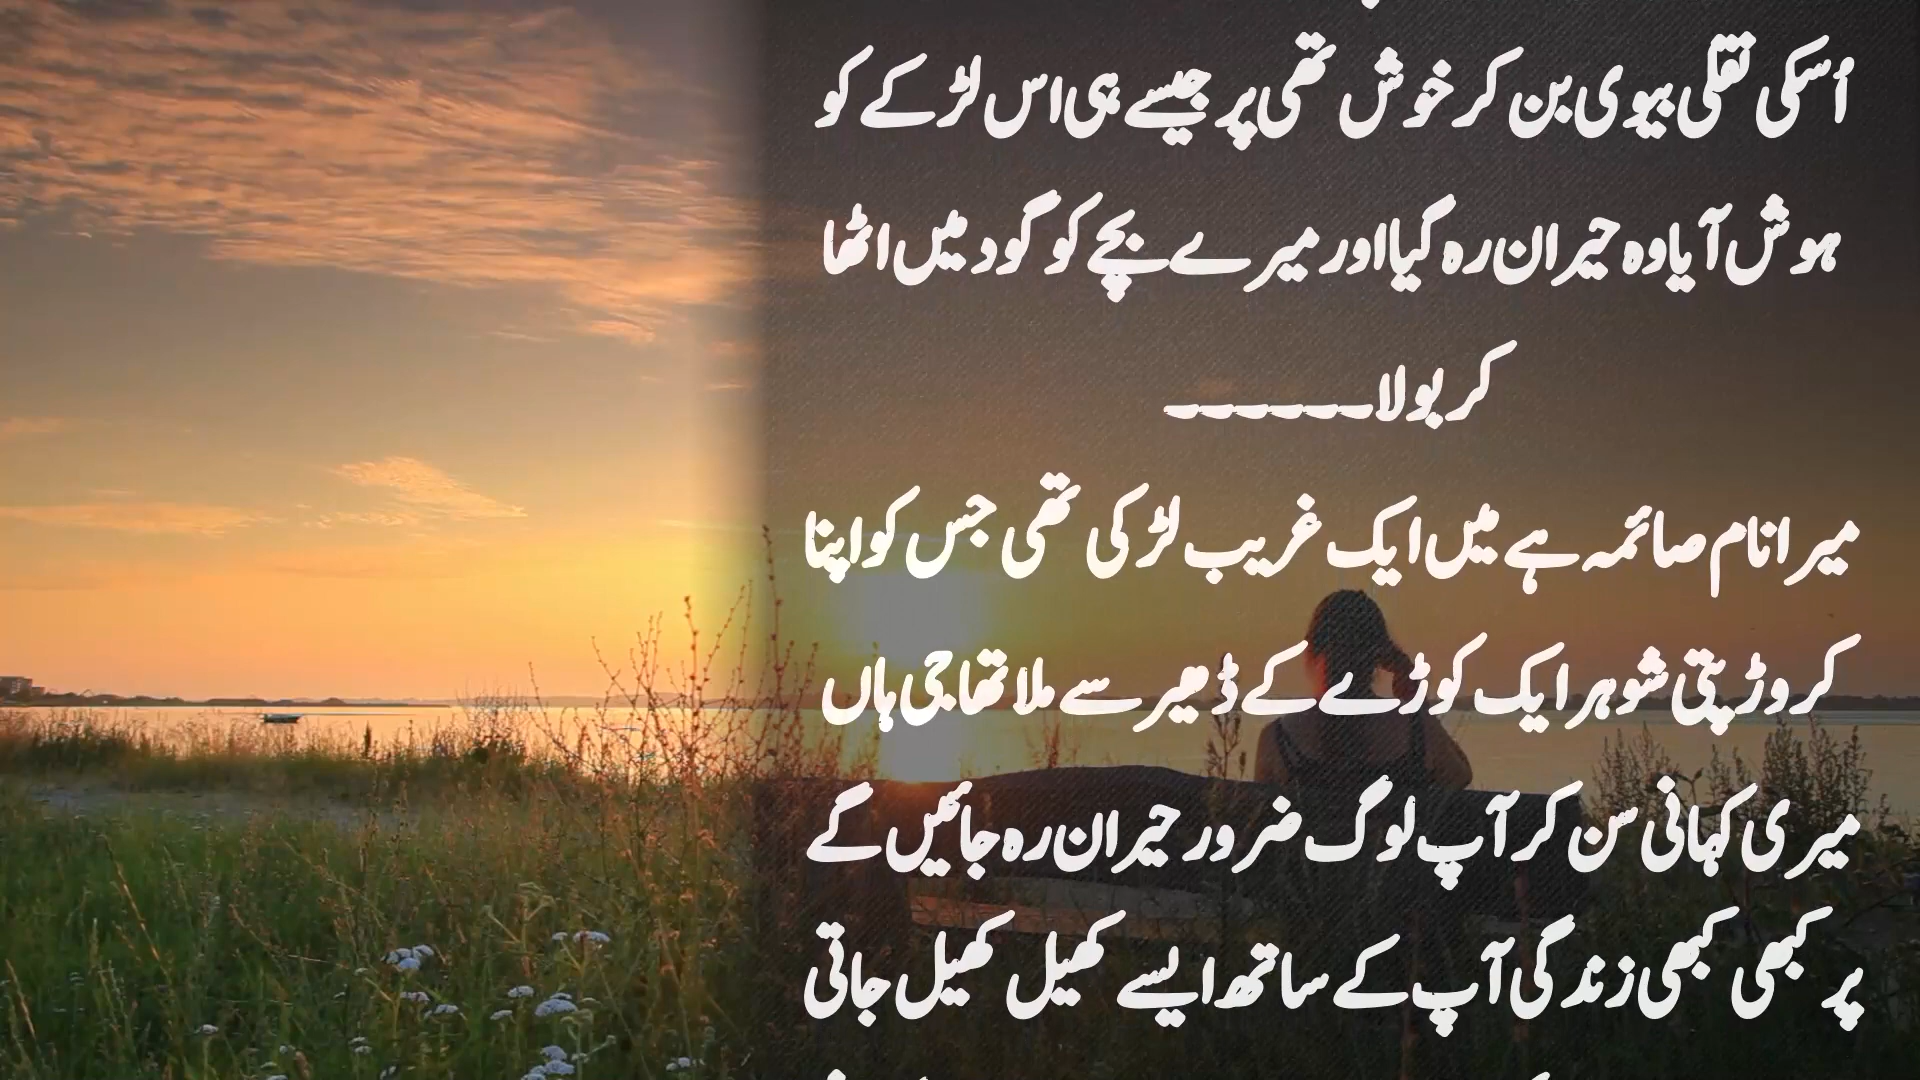 اُسکی نقلی بیوی بن کر خوش تھی پر جیسے ہی اس لڑکے کو
ہوش آیا وہ حیران رہ گیا اور میرے بچے کو گود میں اٹھا
کر بولا۔۔۔۔۔۔
میرا نام صائمہ ہے میں ایک غریب لڑکی تھی جس کو اپنا
کروڑ پتی شوہر ایک کوڑے کے ڈھیر سے ملا تھا جی ہاں
میری کہانی سن کر آپ لوگ ضرور حیران رہ جائیں گے
پر کبھی کبھی زندگی آپ کے ساتھ ایسے کھیل کھیل جاتی